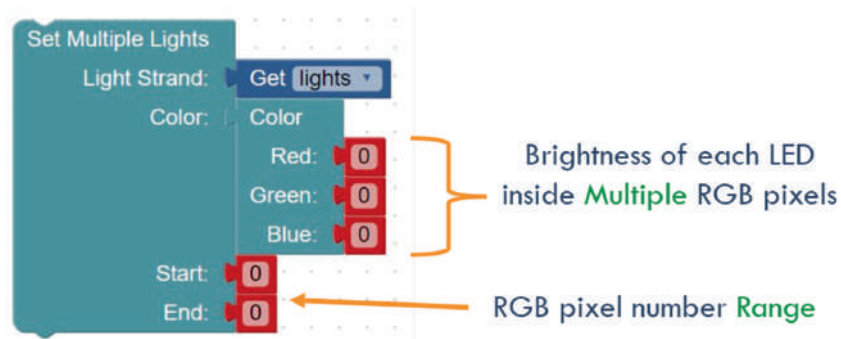 Set Multiple Lights
Light Strand: Get lights
Color: Color
Red: 0
Green: 0
Blue: 0
Start: 0
End: 0
Brightness of each LED
inside Multiple RGB pixels
RGB pixel number Range